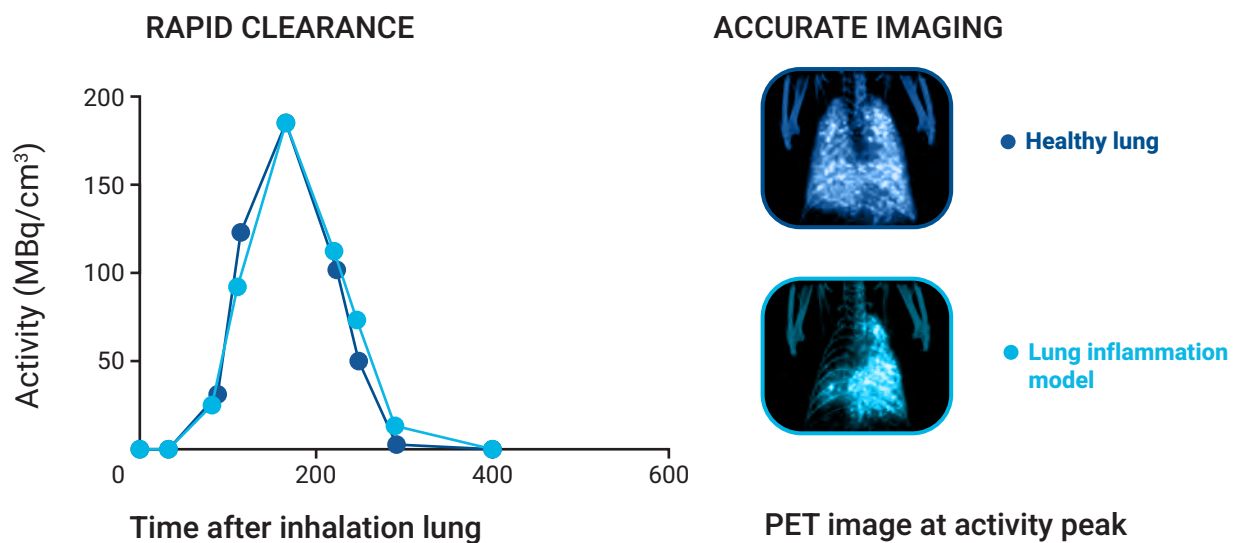 RAPID CLEARANCE
ACCURATE IMAGING
Activity (MBq/cm³)
200
150
100
50
0
200
400
600
Time after inhalation lung
Healthy lung
Lung inflammation
model
PET image at activity peak